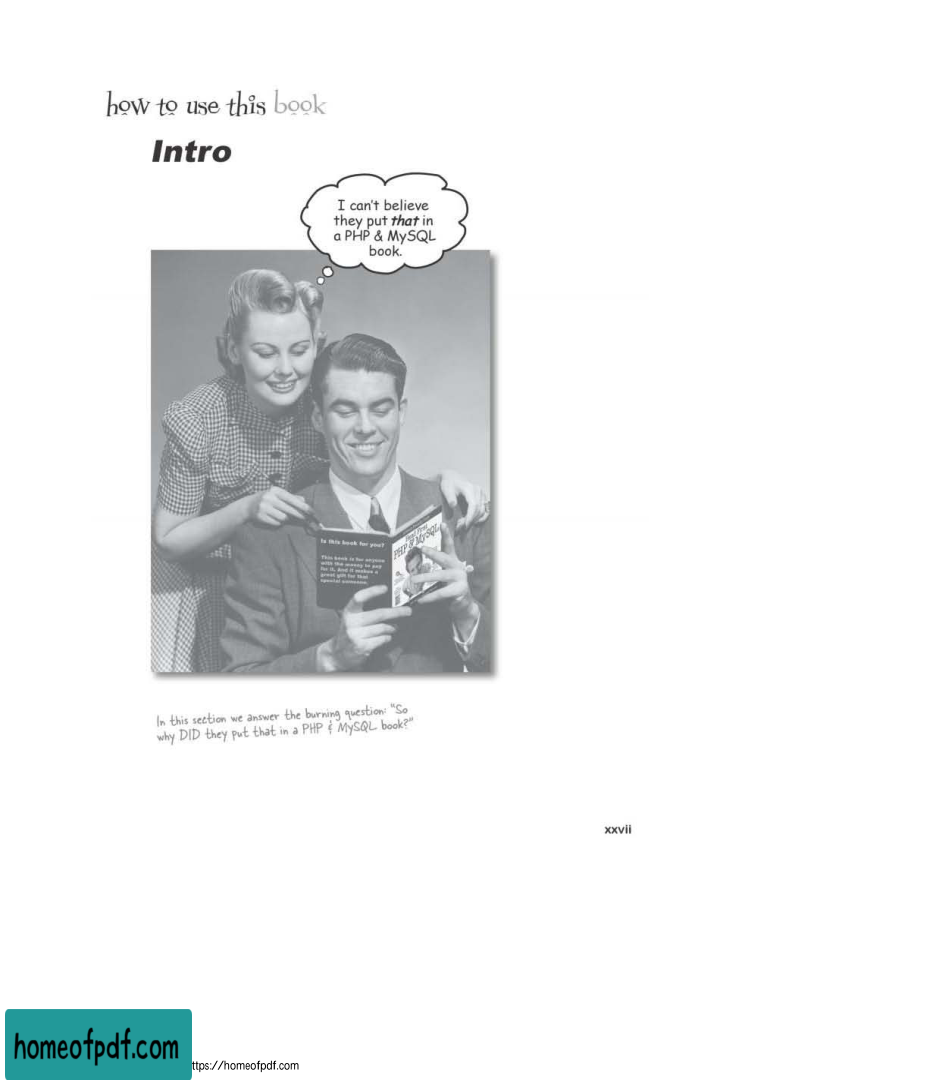 how to use this book
Intro
I can't believe
they put that in
a PHP & MySQL
book.
Is this book for you?
This book is for anyone
with the money to pay
for it. And it makes a
great gift for that
special someone.
Head First
PHP & MySQL
In this section we answer the burning question: "So
why DID they put that in a PHP & MySQL book?"
xxvii
homeofpdf.com
ttps://homeofpdf.com